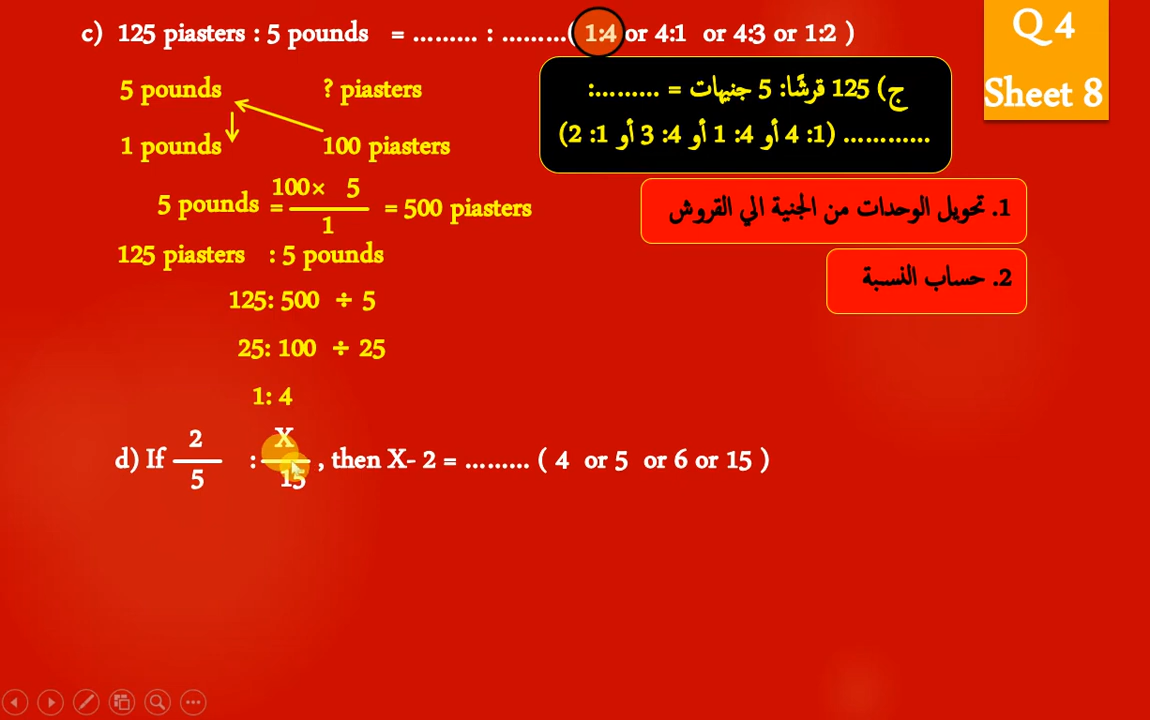 c) 125 piasters : 5 pounds = ......... : .........( 1:4 or 4:1 or 4:3 or 1:2 )
Q 4
Sheet 8
5 pounds ? piasters
1 pounds 100 piasters
ج) 125 قرشًا: 5 جنيهات = .........:
............ (1: 4 أو 4: 1 أو 4: 3 أو 1: 2)
1. تحويل الوحدات من الجنية الي القروش
2. حساب النسبة
5 pounds = 100× 5 / 1 = 500 piasters
125 piasters : 5 pounds
125: 500 ÷ 5
25: 100 ÷ 25
1: 4
d) If 2 / 5 : X / 15 , then X- 2 = ......... ( 4 or 5 or 6 or 15 )